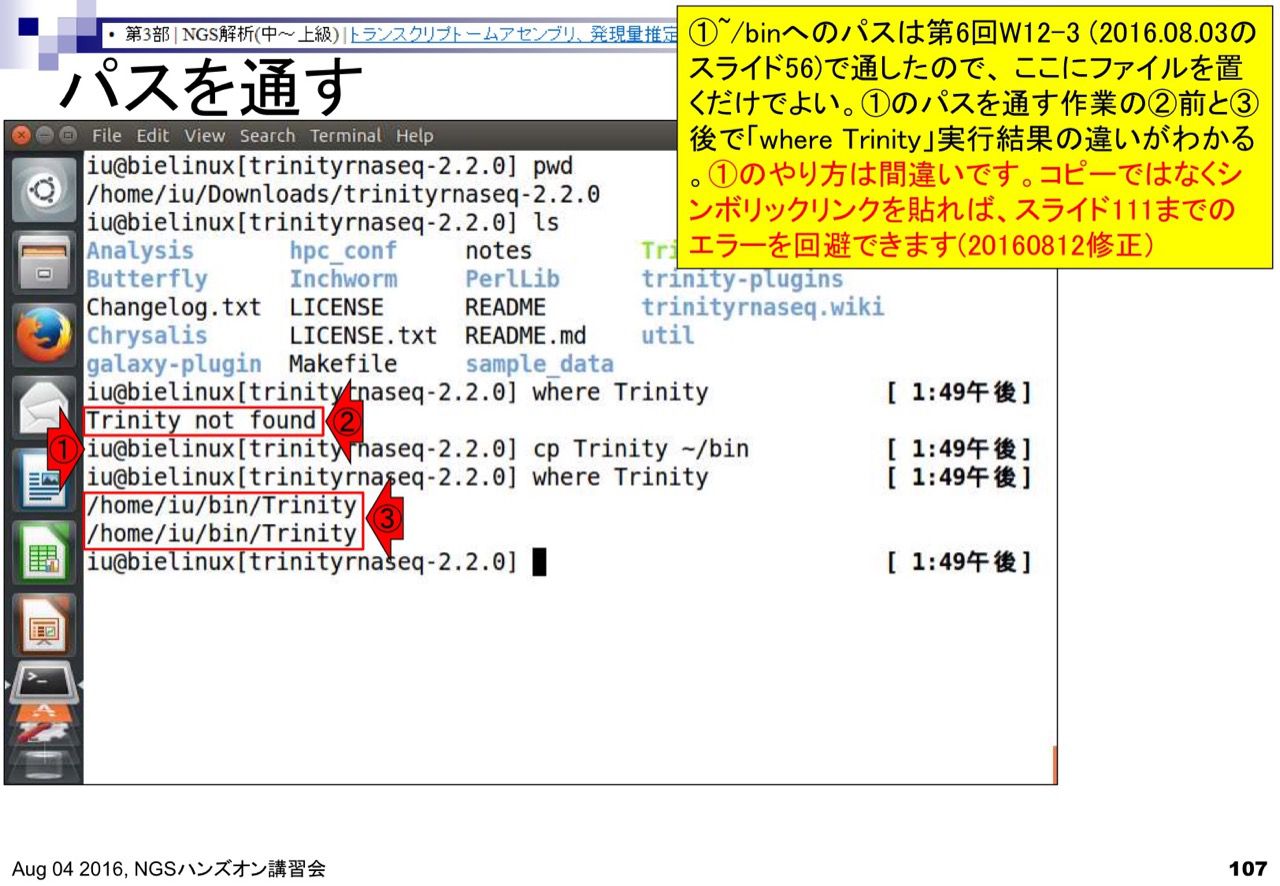 • 第3部 | NGS解析(中～上級) | トランスクリプトームアセンブリ、発現量推定
パスを通す
①~/binへのパスは第6回W12-3 (2016.08.03の
スライド56)で通したので、ここにファイルを置
くだけでよい。①のパスを通す作業の②前と③
後で「where Trinity」実行結果の違いがわかる
。①のやり方は間違いです。コピーではなくシ
ンボリックリンクを貼れば、スライド111までの
エラーを回避できます(20160812修正)
File Edit View Search Terminal Help
iu@bielinux[trinityrnaseq-2.2.0] pwd
/home/iu/Downloads/trinityrnaseq-2.2.0
iu@bielinux[trinityrnaseq-2.2.0] ls
Analysis hpc_conf notes Tri
Butterfly Inchworm PerlLib trinity-plugins
Changelog.txt LICENSE README trinityrnaseq.wiki
Chrysalis LICENSE.txt README.md util
galaxy-plugin Makefile sample_data
iu@bielinux[trinityrnaseq-2.2.0] where Trinity [ 1:49午後]
Trinity not found ②
① iu@bielinux[trinityrnaseq-2.2.0] cp Trinity ~/bin [ 1:49午後]
iu@bielinux[trinityrnaseq-2.2.0] where Trinity [ 1:49午後]
/home/iu/bin/Trinity ③
/home/iu/bin/Trinity
iu@bielinux[trinityrnaseq-2.2.0] [ 1:49午後]
Aug 04 2016, NGSハンズオン講習会
107